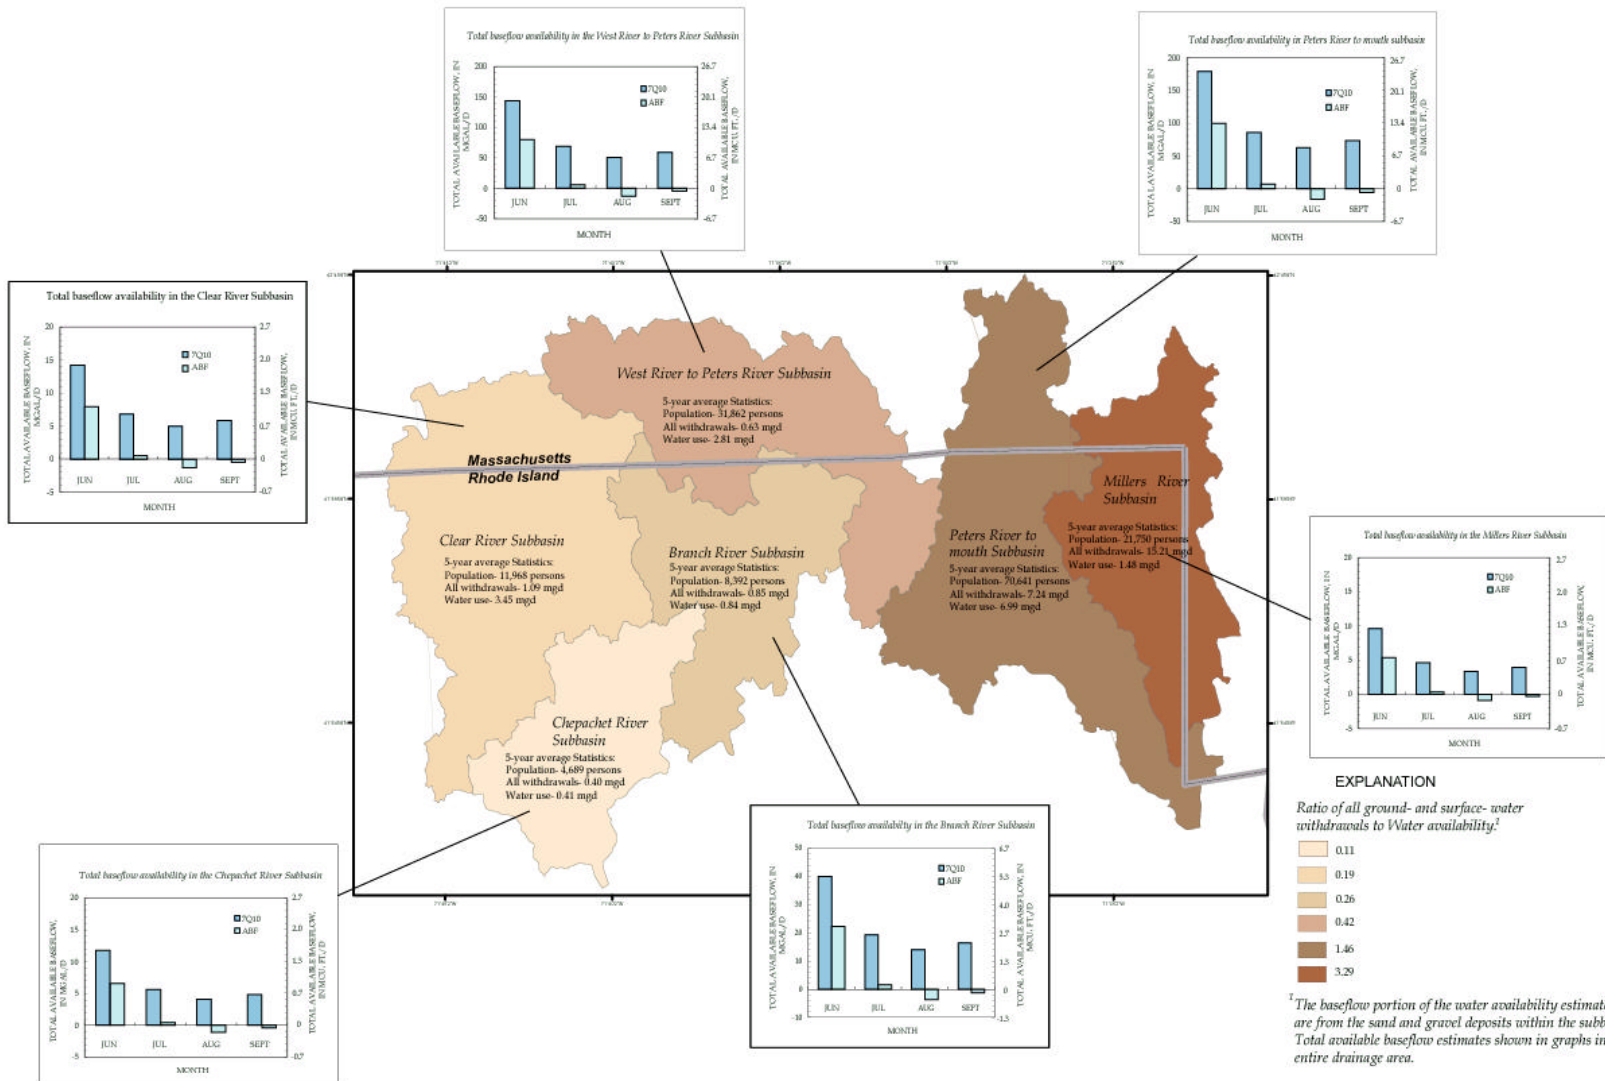 Total baseflow availability in the West River to Peters River Subbasin
TOTAL AVAILABLE BASEFLOW, IN
MGAL/D
200
150
100
50
0
-50
7Q10
ABF
26.7
20.1
13.4
6.7
0
-6.7
TOTAL AVAILABLE BASEFLOW,
IN MCU. FT. /D
JUN JUL AUG SEPT
MONTH
Total baseflow availability in Peters River to mouth subbasin
TOTAL AVAILABLE BASEFLOW, IN
MGAL/D
200
150
100
50
0
-50
7Q10
ABF
26.7
20.1
13.4
6.7
0
-6.7
TOTAL AVAILABLE BASEFLOW,
IN MCU. FT. /D
JUN JUL AUG SEPT
MONTH
Total baseflow availability in the Clear River Subbasin
TOTAL AVAILABLE BASEFLOW, IN
MGAL/D
20
15
10
5
0
-5
7Q10
ABF
2.7
2.0
1.3
0.7
0
-0.7
TOTAL AVAILABLE BASEFLOW,
IN MCU. FT./D
JUN JUL AUG SEPT
MONTH
West River to Peters River Subbasin
5-year average Statistics:
Population- 31,862 persons
All withdrawals- 0.63 mgd
Water use- 2.81 mgd
Massachusetts
Rhode Island
Clear River Subbasin
5-year average Statistics:
Population- 11,968 persons
All withdrawals- 1.09 mgd
Water use- 3.45 mgd
Branch River Subbasin
5-year average Statistics:
Population- 8,392 persons
All withdrawals- 0.85 mgd
Water use- 0.84 mgd
Peters River to
mouth Subbasin
5-year average Statistics:
Population- 70,641 persons
All withdrawals- 7.24 mgd
Water use- 6.99 mgd
Millers River
Subbasin
5-year average Statistics:
Population- 21,750 persons
All withdrawals- 15.21 mgd
Water use- 1.48 mgd
Chepachet River
Subbasin
5-year average Statistics:
Population- 4,689 persons
All withdrawals- 0.40 mgd
Water use- 0.41 mgd
Total baseflow availability in the Millers River Subbasin
TOTAL AVAILABLE BASEFLOW, IN
MGAL/D
20
15
10
5
0
-5
7Q10
ABF
2.7
2.0
1.3
0.7
0
-0.7
TOTAL AVAILABLE BASEFLOW,
IN MCU. FT./D
JUN JUL AUG SEPT
MONTH
Total baseflow availability in the Chepachet River Subbasin
TOTAL AVAILABLE BASEFLOW,
IN MGAL/D
20
15
10
5
0
-5
7Q10
ABF
2.7
2.0
1.3
0.7
0
-0.7
TOTAL AVAILABLE BASEFLOW,
IN MCU. FT./D
JUN JUL AUG SEPT
MONTH
Total baseflow availabilty in the Branch River Subbasin
TOTAL AVAILABLE BASEFLOW, IN
MGAL/D
50
40
30
20
10
0
-10
7Q10
ABF
6.7
5.3
4.0
2.7
1.3
0
-1.3
TOTAL AVAILABLE BASEFLOW, IN
MCU. FT./D
JUN JUL AUG SEPT
MONTH
EXPLANATION
Ratio of all ground- and surface- water
withdrawals to Water availability.1
0.11
0.19
0.26
0.42
1.46
3.29
1The baseflow portion of the water availability estimat
are from the sand and gravel deposits within the subb
Total available baseflow estimates shown in graphs in
entire drainage area.